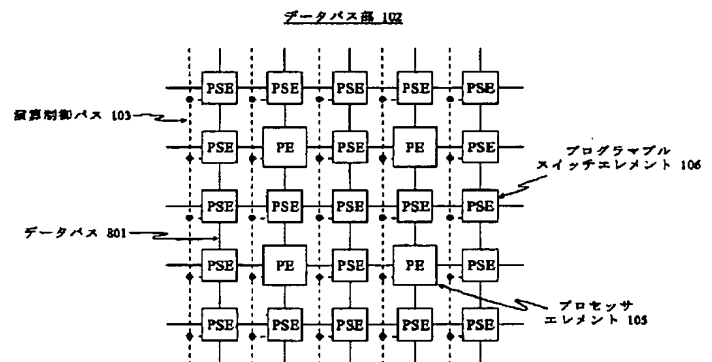 データパス部 102
PSE PSE PSE PSE PSE
演算制御バス 103
PSE PE PSE PE PSE
プログラマブル
スイッチエレメント 106
PSE PSE PSE PSE PSE
データバス 801
PSE PE PSE PE PSE
プロセッサ
エレメント 105
PSE PSE PSE PSE PSE